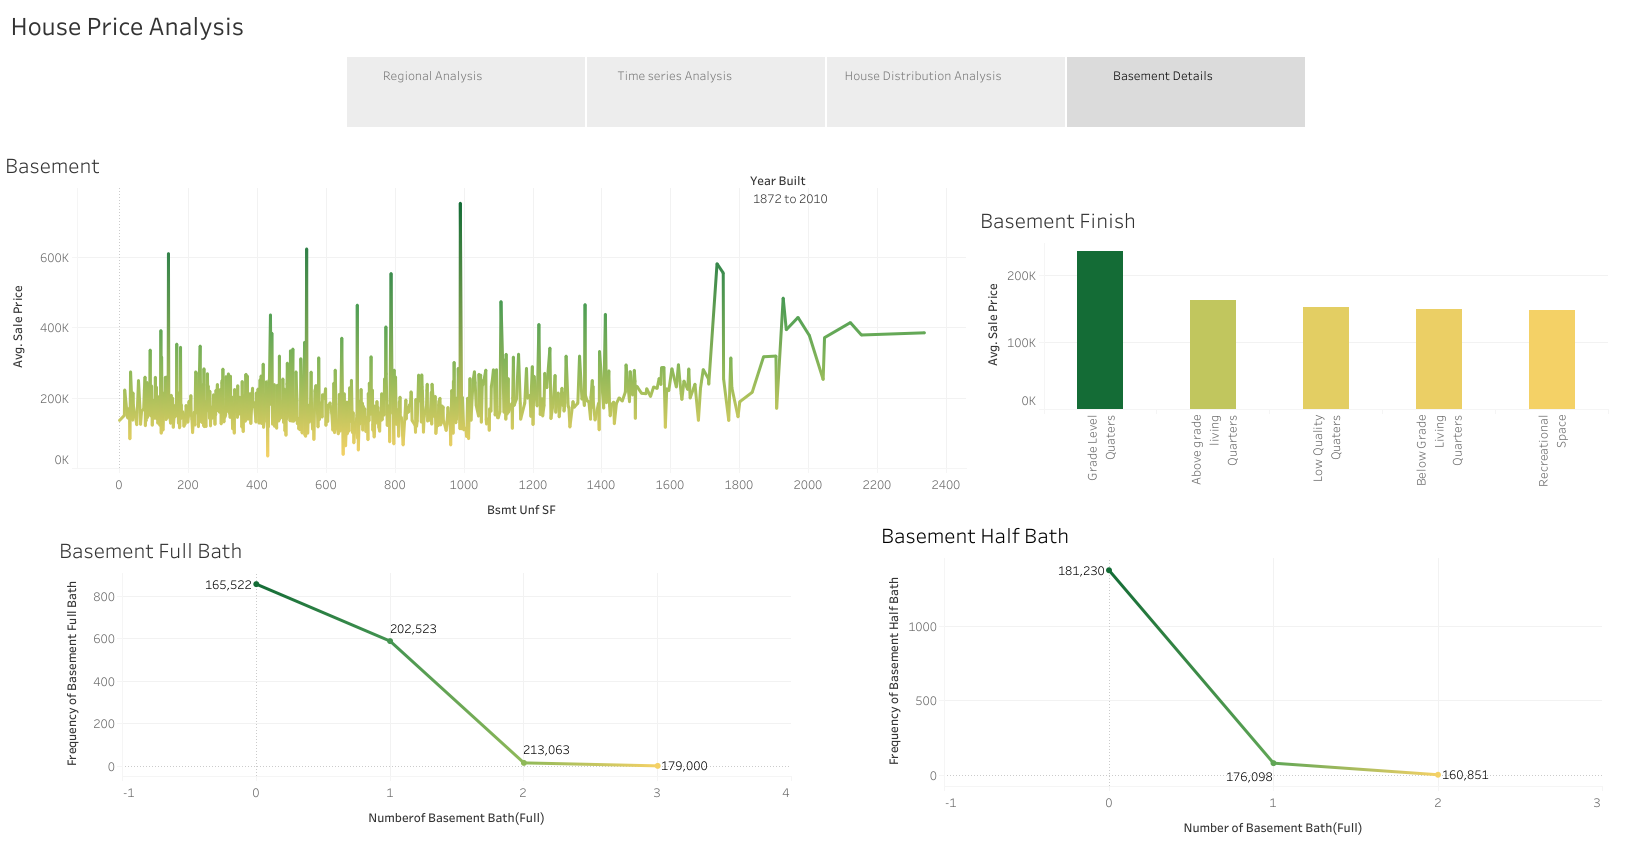 House Price Analysis
Regional Analysis
Time series Analysis
House Distribution Analysis
Basement Details
Basement
Year Built
1872 to 2010
Avg. Sale Price
600K
400K
200K
0K
0
200
400
600
800
1000
1200
1400
1600
1800
2000
2200
2400
Bsmt Unf SF
Basement Finish
Avg. Sale Price
200K
100K
0K
Grade Level
Quaters
Above grade
living
Quarters
Low Quality
Quaters
Below Grade
Living
Quarters
Recreational
Space
Basement Full Bath
Frequency of Basement Full Bath
800
600
400
200
0
165,522
202,523
213,063
179,000
-1
0
1
2
3
4
Numberof Basement Bath(Full)
Basement Half Bath
Frequency of Basement Half Bath
1000
500
0
181,230
176,098
160,851
-1
0
1
2
3
Number of Basement Bath(Full)